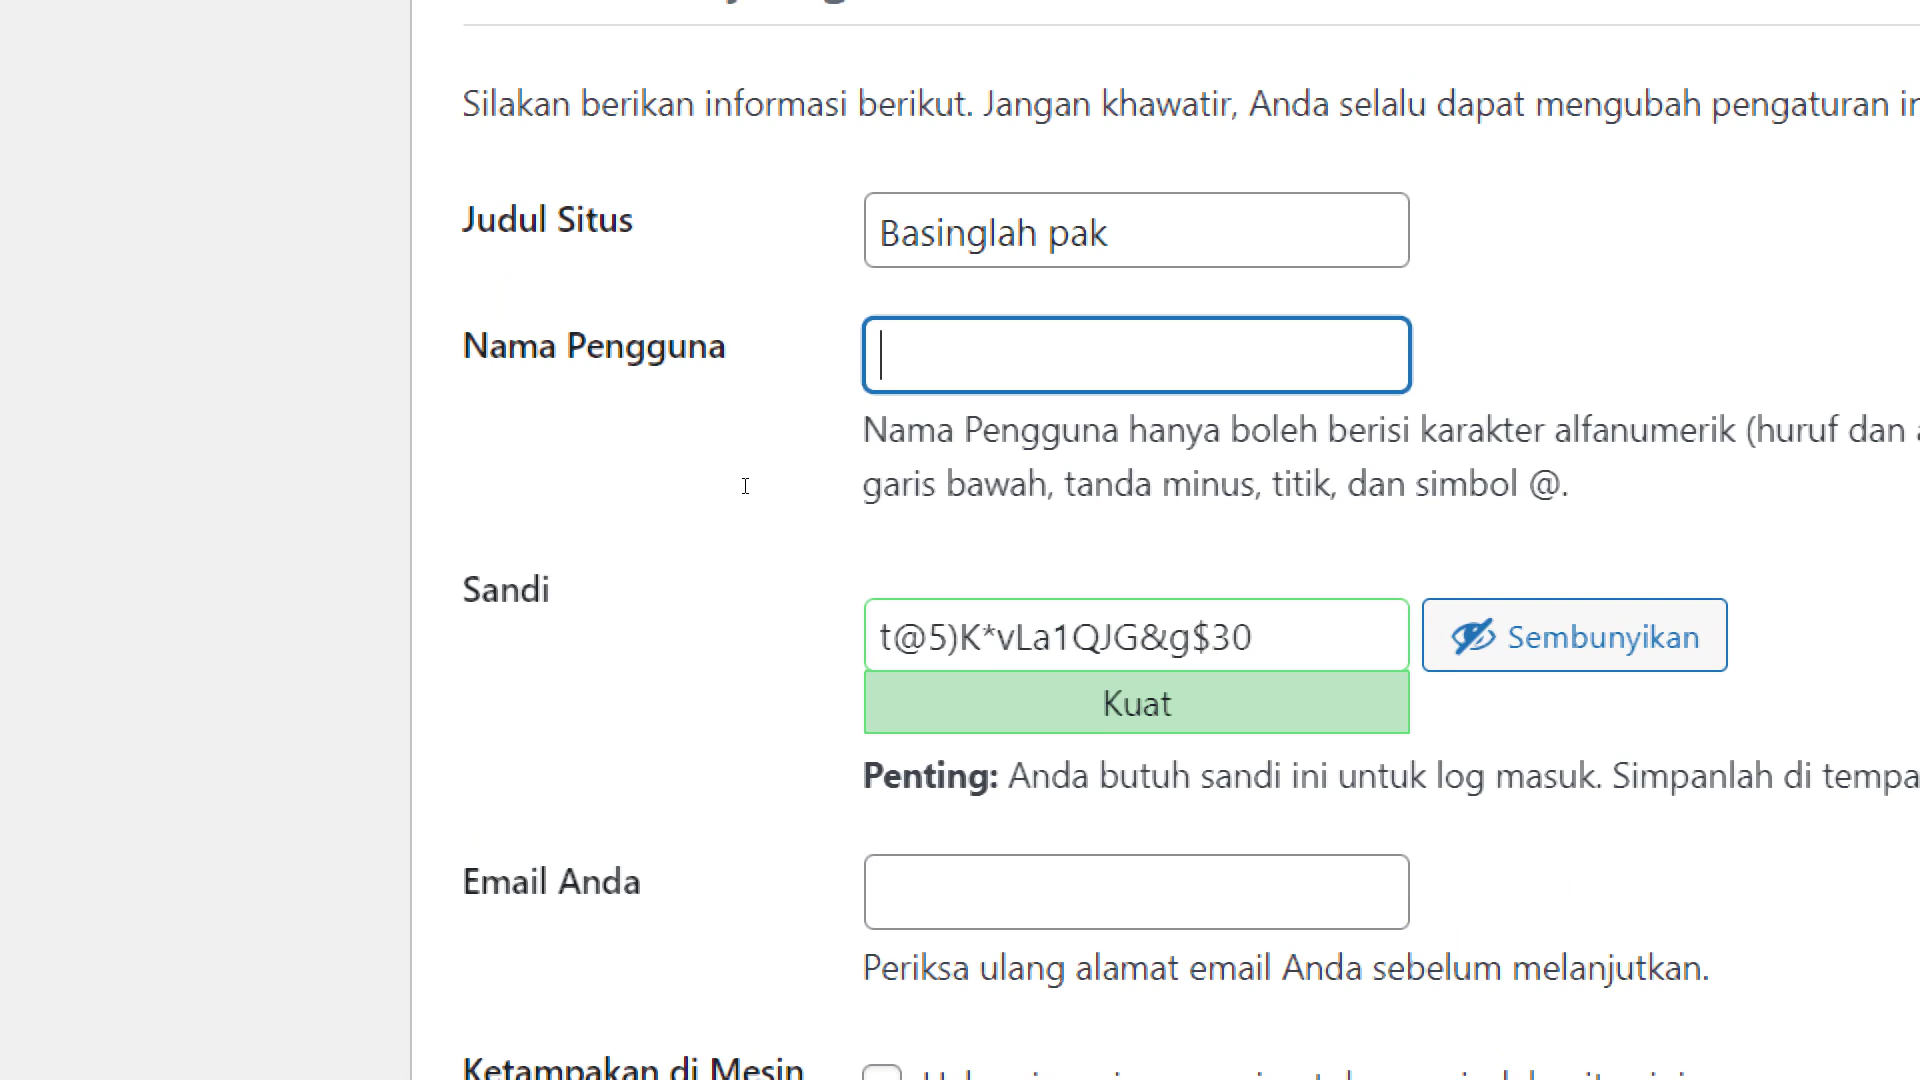 Silakan berikan informasi berikut. Jangan khawatir, Anda selalu dapat mengubah pengaturan
Judul Situs
Basinglah pak
Nama Pengguna
Nama Pengguna hanya boleh berisi karakter alfanumerik (huruf dan
garis bawah, tanda minus, titik, dan simbol @.
Sandi
t@5)K*vLa1QJG&g$30
Sembunyikan
Kuat
Penting: Anda butuh sandi ini untuk log masuk. Simpanlah di
Email Anda
Periksa ulang alamat email Anda sebelum melanjutkan.
Ketampakan di Mesin